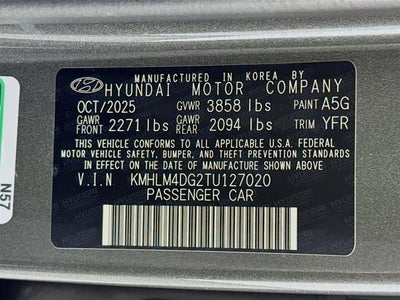 MANUFACTURED IN KOREA BY
HYUNDAI MOTOR COMPANY
OCT/2025 GVWR 3858 lbs PAINT A5G
GAWR FRONT 2271 lbs GAWR REAR 2094 lbs TRIM YFR
THIS VEHICLE CONFORMS TO ALL APPLICABLE U.S.A. FEDERAL
MOTOR VEHICLE SAFETY, BUMPER, AND THEFT PREVENTION
STANDARDS IN EFFECT ON THE DATE OF MANUFACTURE SHOWN ABOVE.
V.I.N KMHLM4DG2TU127020
PASSENGER CAR
N57